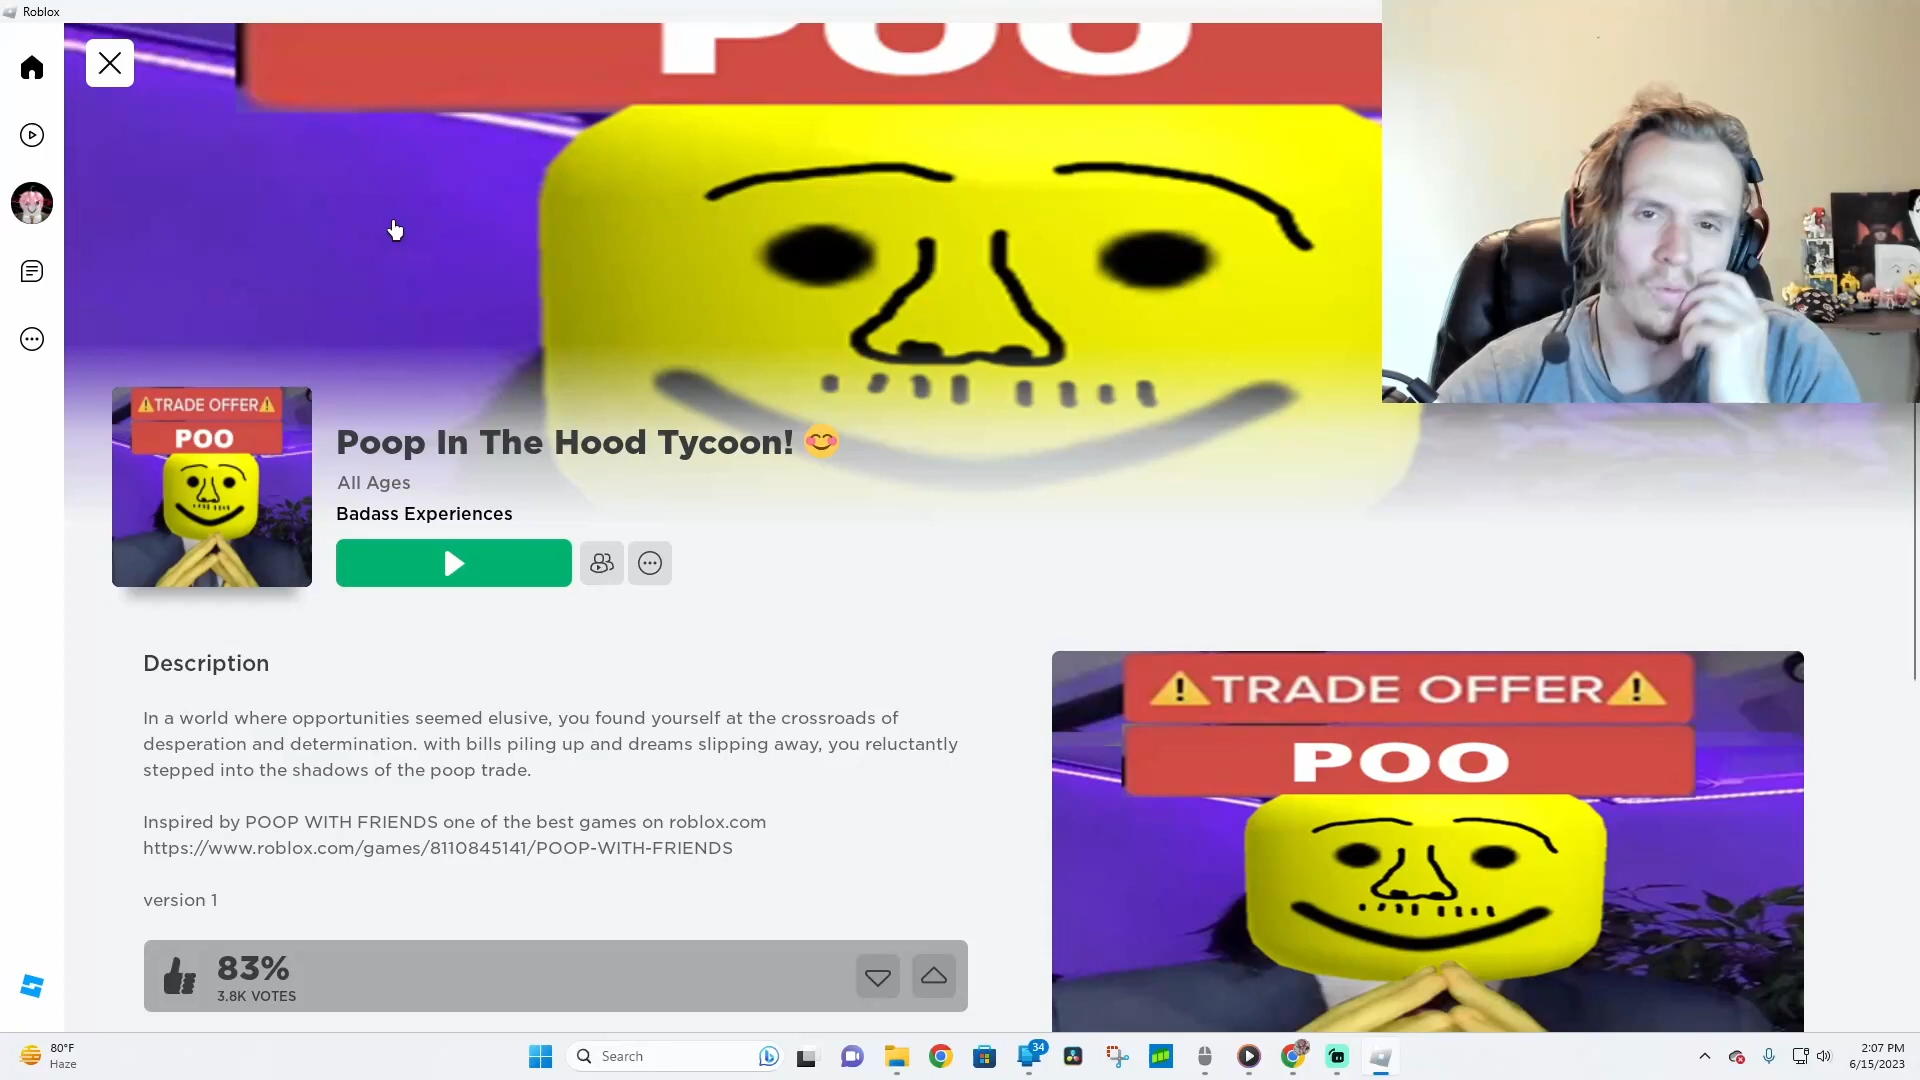 Roblox
POO
⚠TRADE OFFER⚠
POO
Poop In The Hood Tycoon! 😊
All Ages
Badass Experiences
Description
In a world where opportunities seemed elusive, you found yourself at the crossroads of
desperation and determination. with bills piling up and dreams slipping away, you reluctantly
stepped into the shadows of the poop trade.
Inspired by POOP WITH FRIENDS one of the best games on roblox.com
https://www.roblox.com/games/8110845141/POOP-WITH-FRIENDS
version 1
83%
3.8K VOTES
⚠TRADE OFFER⚠
POO
80°F
Haze
Search
34
2:07 PM
6/15/2023